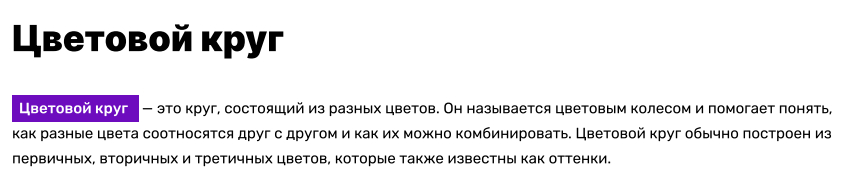 Цветовой круг
Цветовой круг — это круг, состоящий из разных цветов. Он называется цветовым колесом и помогает понять,
как разные цвета соотносятся друг с другом и как их можно комбинировать. Цветовой круг обычно построен из
первичных, вторичных и третичных цветов, которые также известны как оттенки.